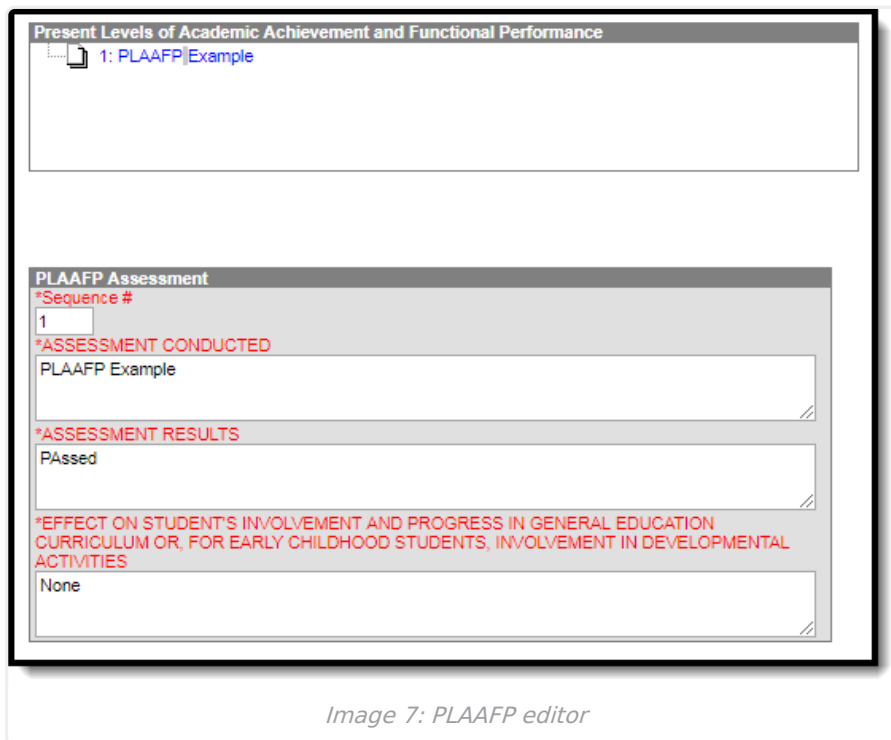 Present Levels of Academic Achievement and Functional Performance
1: PLAAFP Example
PLAAFP Assessment
*Sequence #
1
*ASSESSMENT CONDUCTED
PLAAFP Example
*ASSESSMENT RESULTS
PAssed
*EFFECT ON STUDENT'S INVOLVEMENT AND PROGRESS IN GENERAL EDUCATION
CURRICULUM OR, FOR EARLY CHILDHOOD STUDENTS, INVOLVEMENT IN DEVELOPMENTAL
ACTIVITIES
None
Image 7: PLAAFP editor